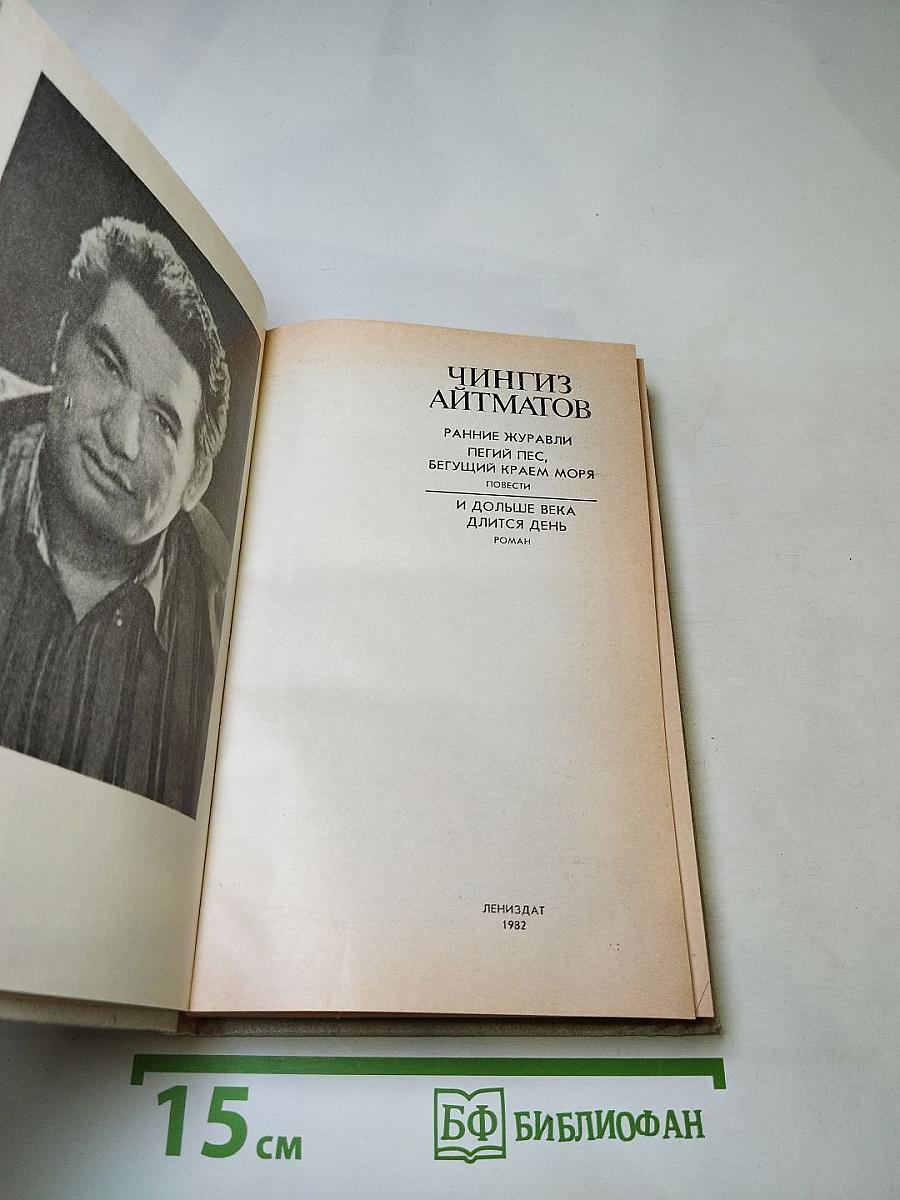 ЧИНГИЗ
АЙТМАТОВ
РАННИЕ ЖУРАВЛИ
ПЕГИЙ ПЕС,
БЕГУЩИЙ КРАЕМ МОРЯ
ПОВЕСТИ
И ДОЛЬШЕ ВЕКА
ДЛИТСЯ ДЕНЬ
РОМАН
ЛЕНИЗДАТ
1982
15 см
БФ БИБЛИОФАН